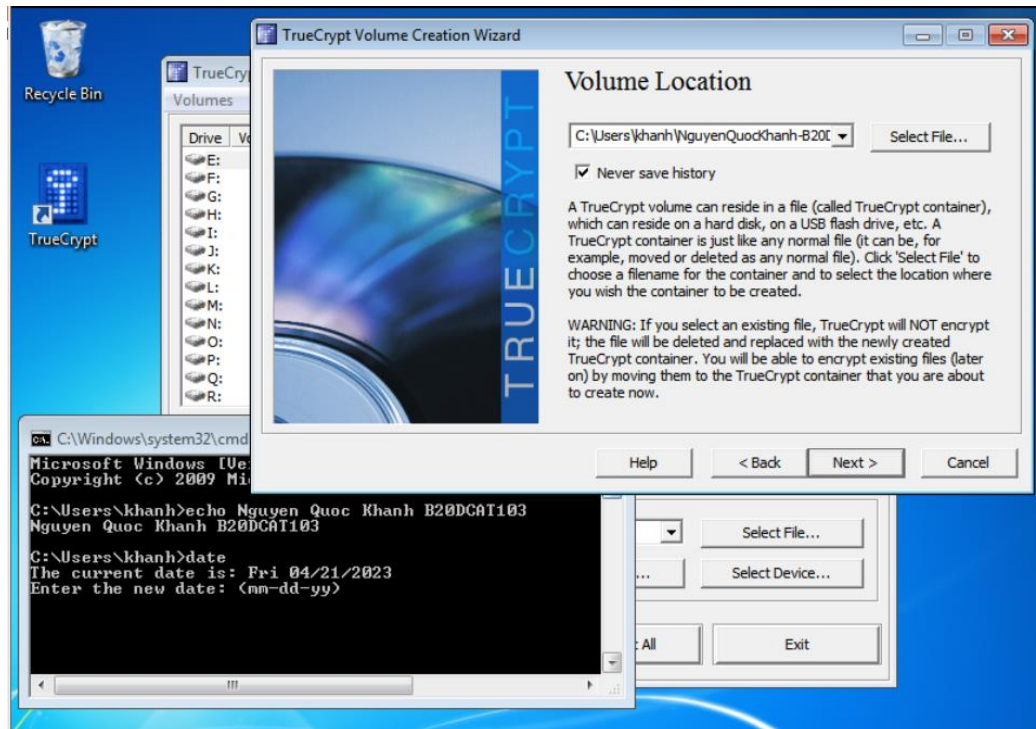 Recycle Bin
TrueCrypt
TrueCry
Volumes
Drive Vo
E:
F:
G:
H:
I:
J:
K:
L:
M:
N:
O:
P:
Q:
R:
TrueCrypt Volume Creation Wizard
TRUECRYPT
Volume Location
C:\Users\khanh\NguyenQuocKhanh-B20D
Select File...
Never save history
A TrueCrypt volume can reside in a file (called TrueCrypt container),
which can reside on a hard disk, on a USB flash drive, etc. A
TrueCrypt container is just like any normal file (it can be, for
example, moved or deleted as any normal file). Click 'Select File' to
choose a filename for the container and to select the location where
you wish the container to be created.
WARNING: If you select an existing file, TrueCrypt will NOT encrypt
it; the file will be deleted and replaced with the newly created
TrueCrypt container. You will be able to encrypt existing files (later
on) by moving them to the TrueCrypt container that you are about
to create now.
Help
< Back
Next >
Cancel
C:\Windows\system32\cmd
Microsoft Windows [Ve
Copyright (c) 2009 Mi
C:\Users\khanh>echo Nguyen Quoc Khanh B20DCAT103
Nguyen Quoc Khanh B20DCAT103
C:\Users\khanh>date
The current date is: Fri 04/21/2023
Enter the new date: (mm-dd-yy)
Select File...
...
Select Device...
All
Exit